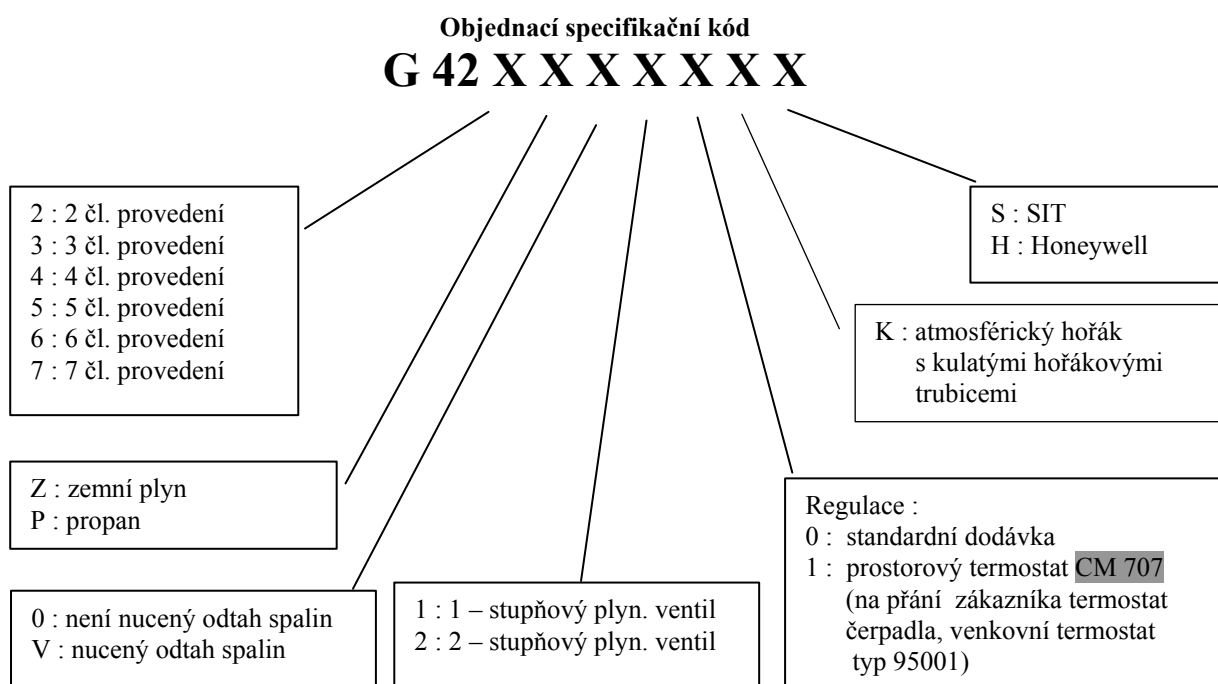 Objednací specifikační kód
G 42 X X X X X X X
2 : 2 čl. provedení
3 : 3 čl. provedení
4 : 4 čl. provedení
5 : 5 čl. provedení
6 : 6 čl. provedení
7 : 7 čl. provedení
Z : zemní plyn
P : propan
0 : není nucený odtah spalin
V : nucený odtah spalin
1 : 1 – stupňový plyn. ventil
2 : 2 – stupňový plyn. ventil
Regulace :
0 : standardní dodávka
1 : prostorový termostat CM 707
(na přání zákazníka termostat
čerpadla, venkovní termostat
typ 95001)
K : atmosférický hořák
s kulatými hořákovými
trubicemi
S : SIT
H : Honeywell